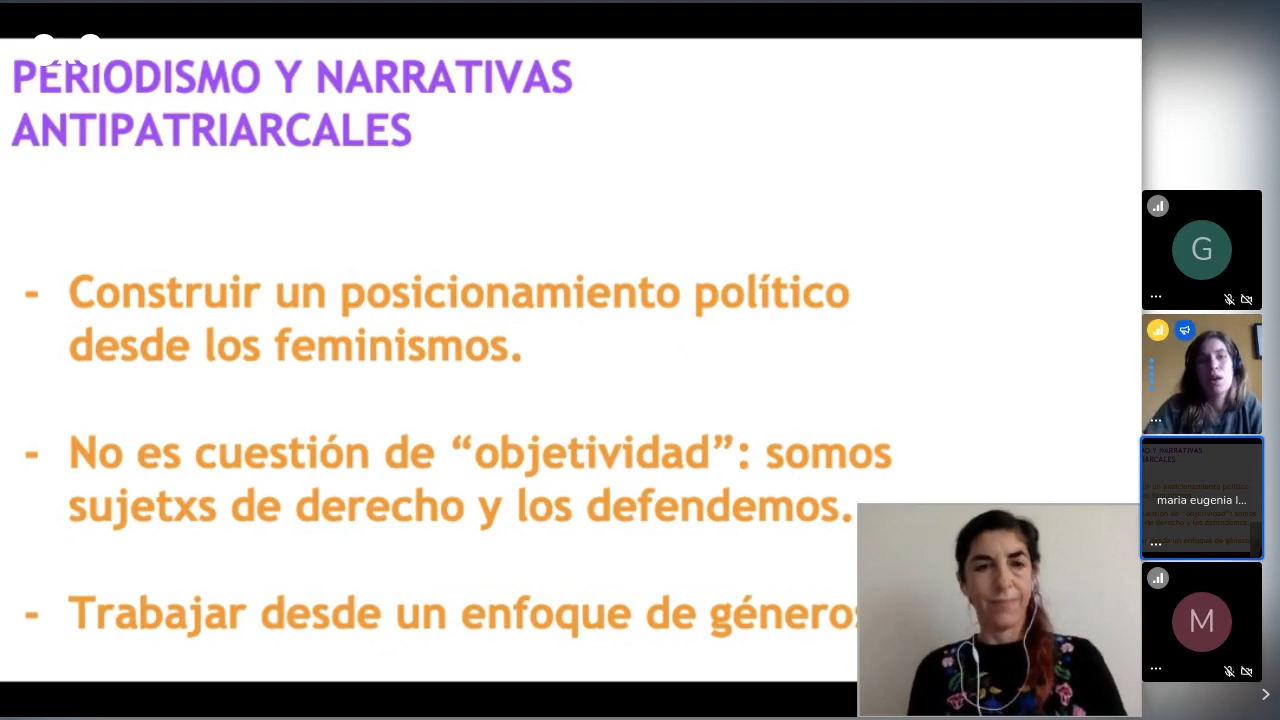 PERIODISMO Y NARRATIVAS
ANTIPATRIARCALES
- Construir un posicionamiento político
desde los feminismos.
- No es cuestión de “objetividad”: somos
sujetxs de derecho y los defendemos.
- Trabajar desde un enfoque de géneros
G
maria eugenia l...
M